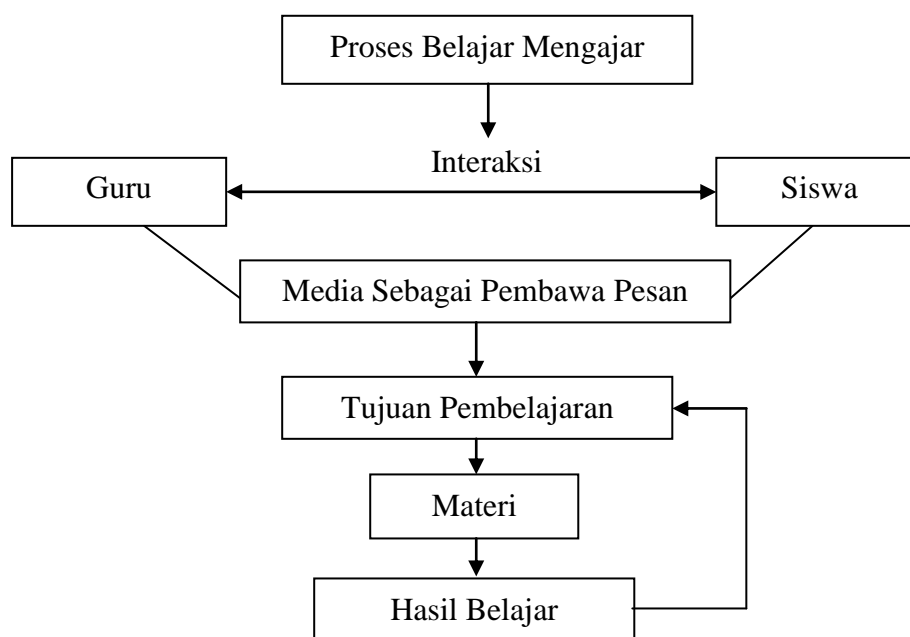 Proses Belajar Mengajar
Interaksi
Guru
Siswa
Media Sebagai Pembawa Pesan
Tujuan Pembelajaran
Materi
Hasil Belajar